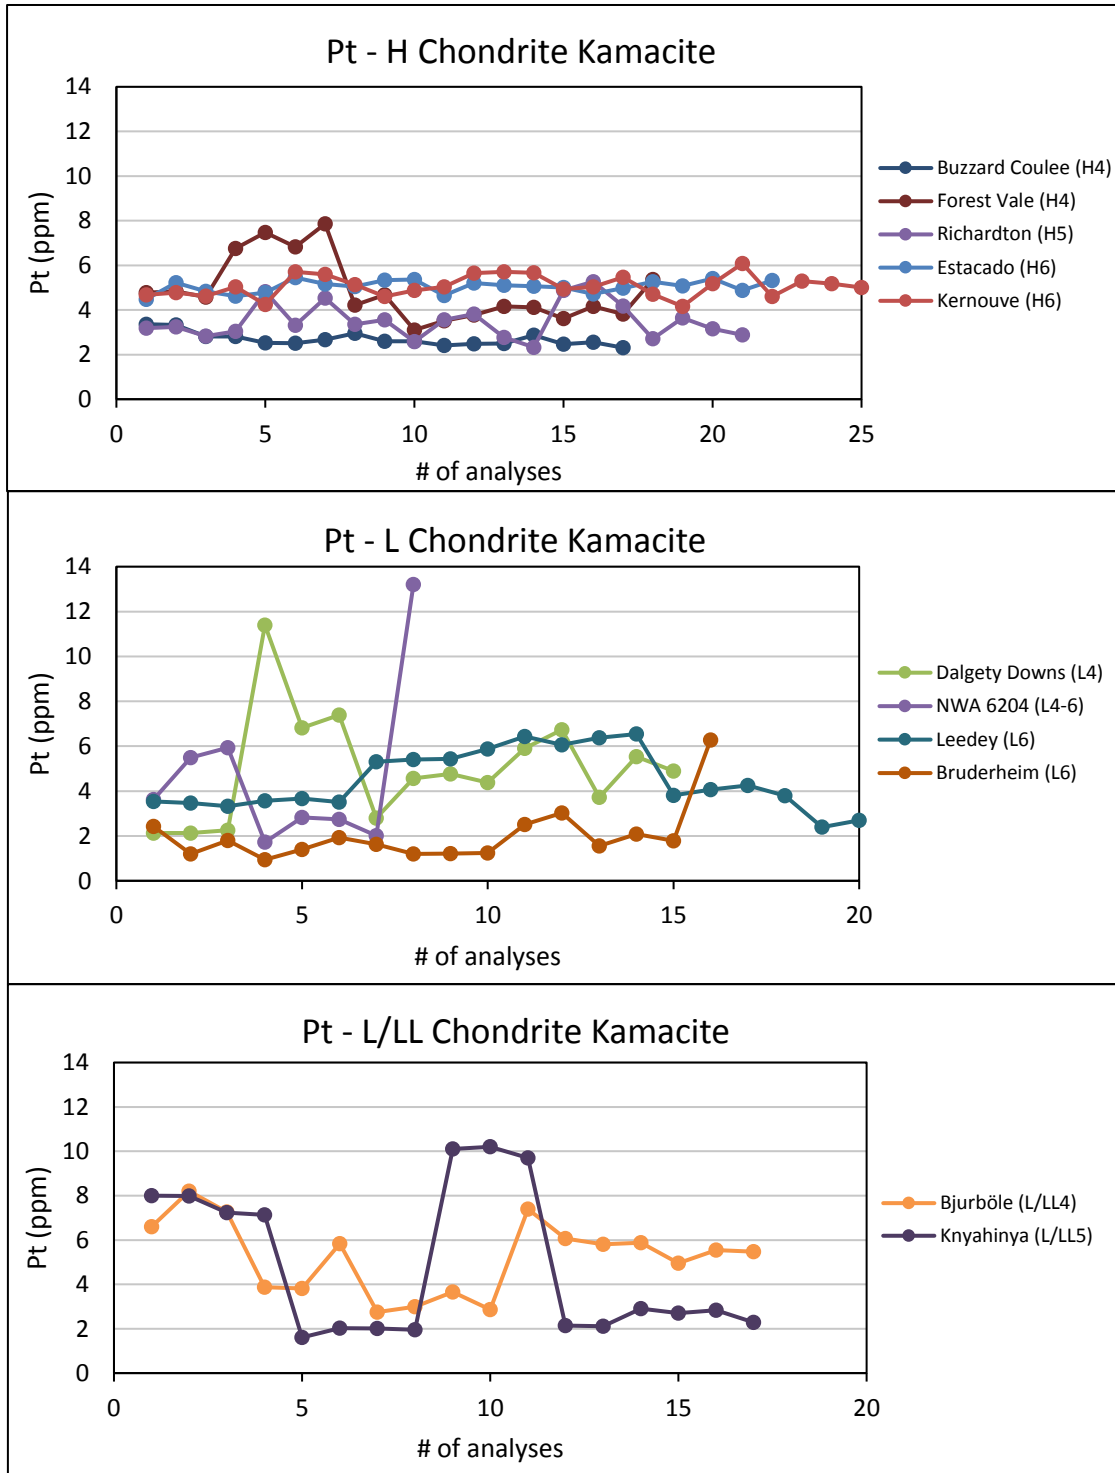 Pt - H Chondrite Kamacite
14
12
10
8
6
4
2
0
Pt (ppm)
0 5 10 15 20 25
# of analyses
Buzzard Coulee (H4)
Forest Vale (H4)
Richardton (H5)
Estacado (H6)
Kernouve (H6)
Pt - L Chondrite Kamacite
14
12
10
8
6
4
2
0
Pt (ppm)
0 5 10 15 20
# of analyses
Dalgety Downs (L4)
NWA 6204 (L4-6)
Leedey (L6)
Bruderheim (L6)
Pt - L/LL Chondrite Kamacite
14
12
10
8
6
4
2
0
Pt (ppm)
0 5 10 15 20
# of analyses
Bjurböle (L/LL4)
Knyahinya (L/LL5)